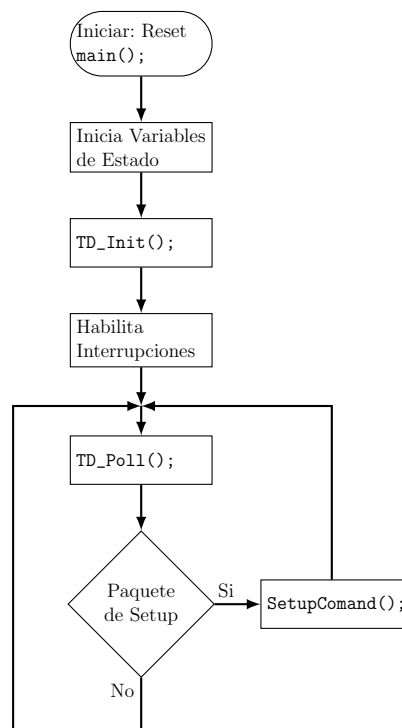 Iniciar: Reset
main();
Inicia Variables
de Estado
TD_Init();
Habilita
Interrupciones
TD_Poll();
Paquete
de Setup
Si
SetupComand();
No